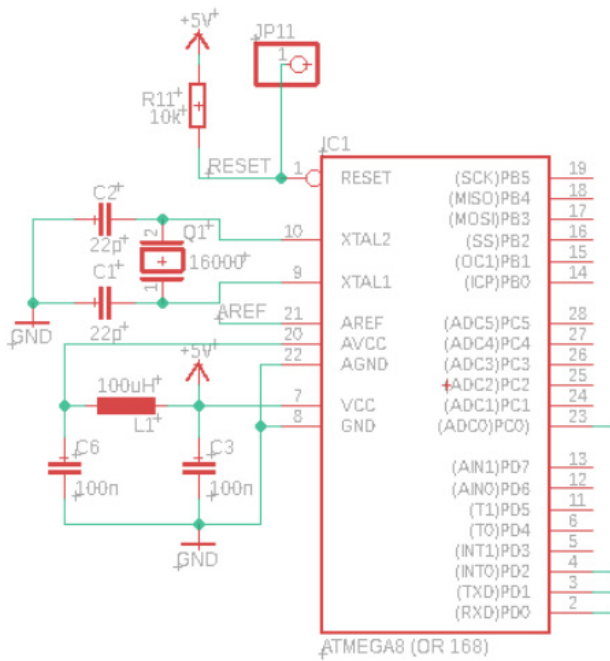 +5V
JP11
1
R11
10k
RESET
IC1
1
RESET
(SCK)PB5
19
(MISO)PB4
18
(MOSI)PB3
17
C2
22p
2
Q1
16000
10
XTAL2
(SS)PB2
16
(OC1)PB1
15
C1
22p
1
9
XTAL1
(ICP)PB0
14
GND
AREF
21
AREF
(ADC5)PC5
28
20
AVCC
(ADC4)PC4
27
+5V
22
AGND
(ADC3)PC3
26
(ADC2)PC2
25
100uH
L1
7
VCC
(ADC1)PC1
24
8
GND
(ADC0)PC0
23
C6
100n
C3
100n
(AIN1)PD7
13
(AIN0)PD6
12
(T1)PD5
11
(T0)PD4
6
(INT1)PD3
5
GND
(INT0)PD2
4
(TXD)PD1
3
(RXD)PD0
2
ATMEGA8 (OR 168)